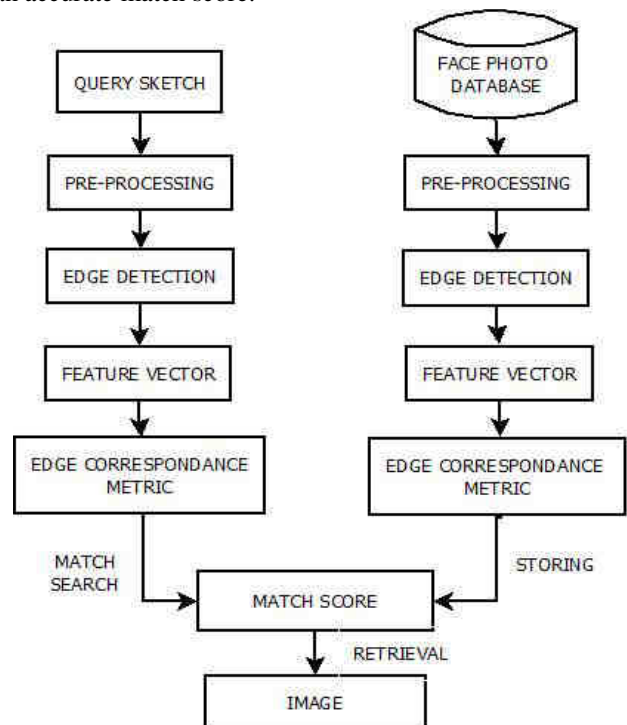 QUERY SKETCH
PRE-PROCESSING
EDGE DETECTION
FEATURE VECTOR
EDGE CORRESPONDANCE
METRIC
MATCH
SEARCH
FACE PHOTO
DATABASE
PRE-PROCESSING
EDGE DETECTION
FEATURE VECTOR
EDGE CORRESPONDANCE
METRIC
STORING
MATCH SCORE
RETRIEVAL
IMAGE